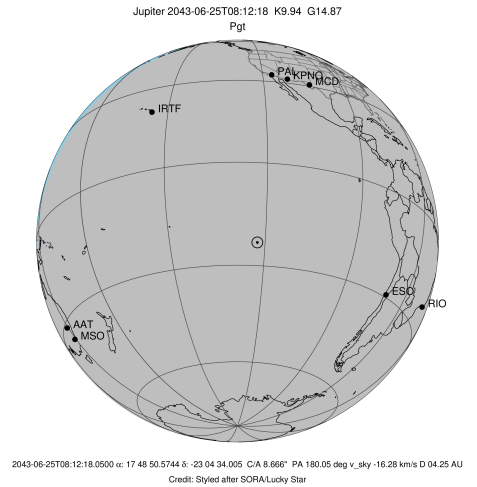 Jupiter 2043-06-25T08:12:18 K9.94 G14.87
Pgt
PAL
KPNO
MCD
IRTF
ESO
RIO
AAT
MSO
2043-06-25T08:12:18.0500 α: 17 48 50.5744 δ: -23 04 34.005 C/A 8.666" PA 180.05 deg v_sky -16.28 km/s D 04.25 AU
Credit: Styled after SORA/Lucky Star